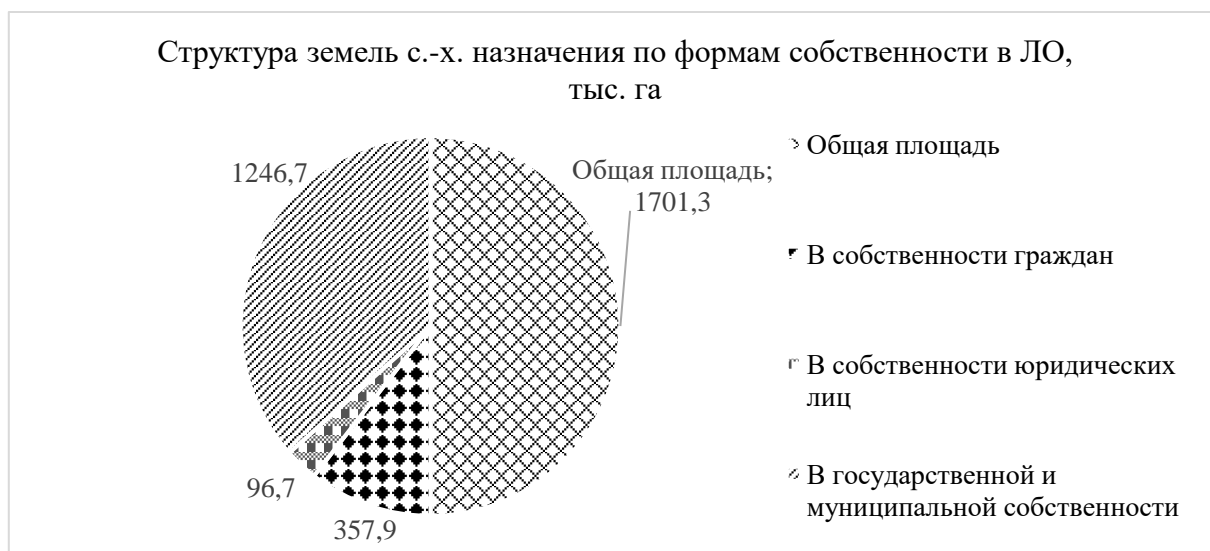 Структура земель с.-х. назначения по формам собственности в ЛО,
тыс. га
1246,7
Общая площадь;
1701,3
96,7
357,9
Общая площадь
В собственности граждан
В собственности юридических
лиц
В государственной и
муниципальной собственности